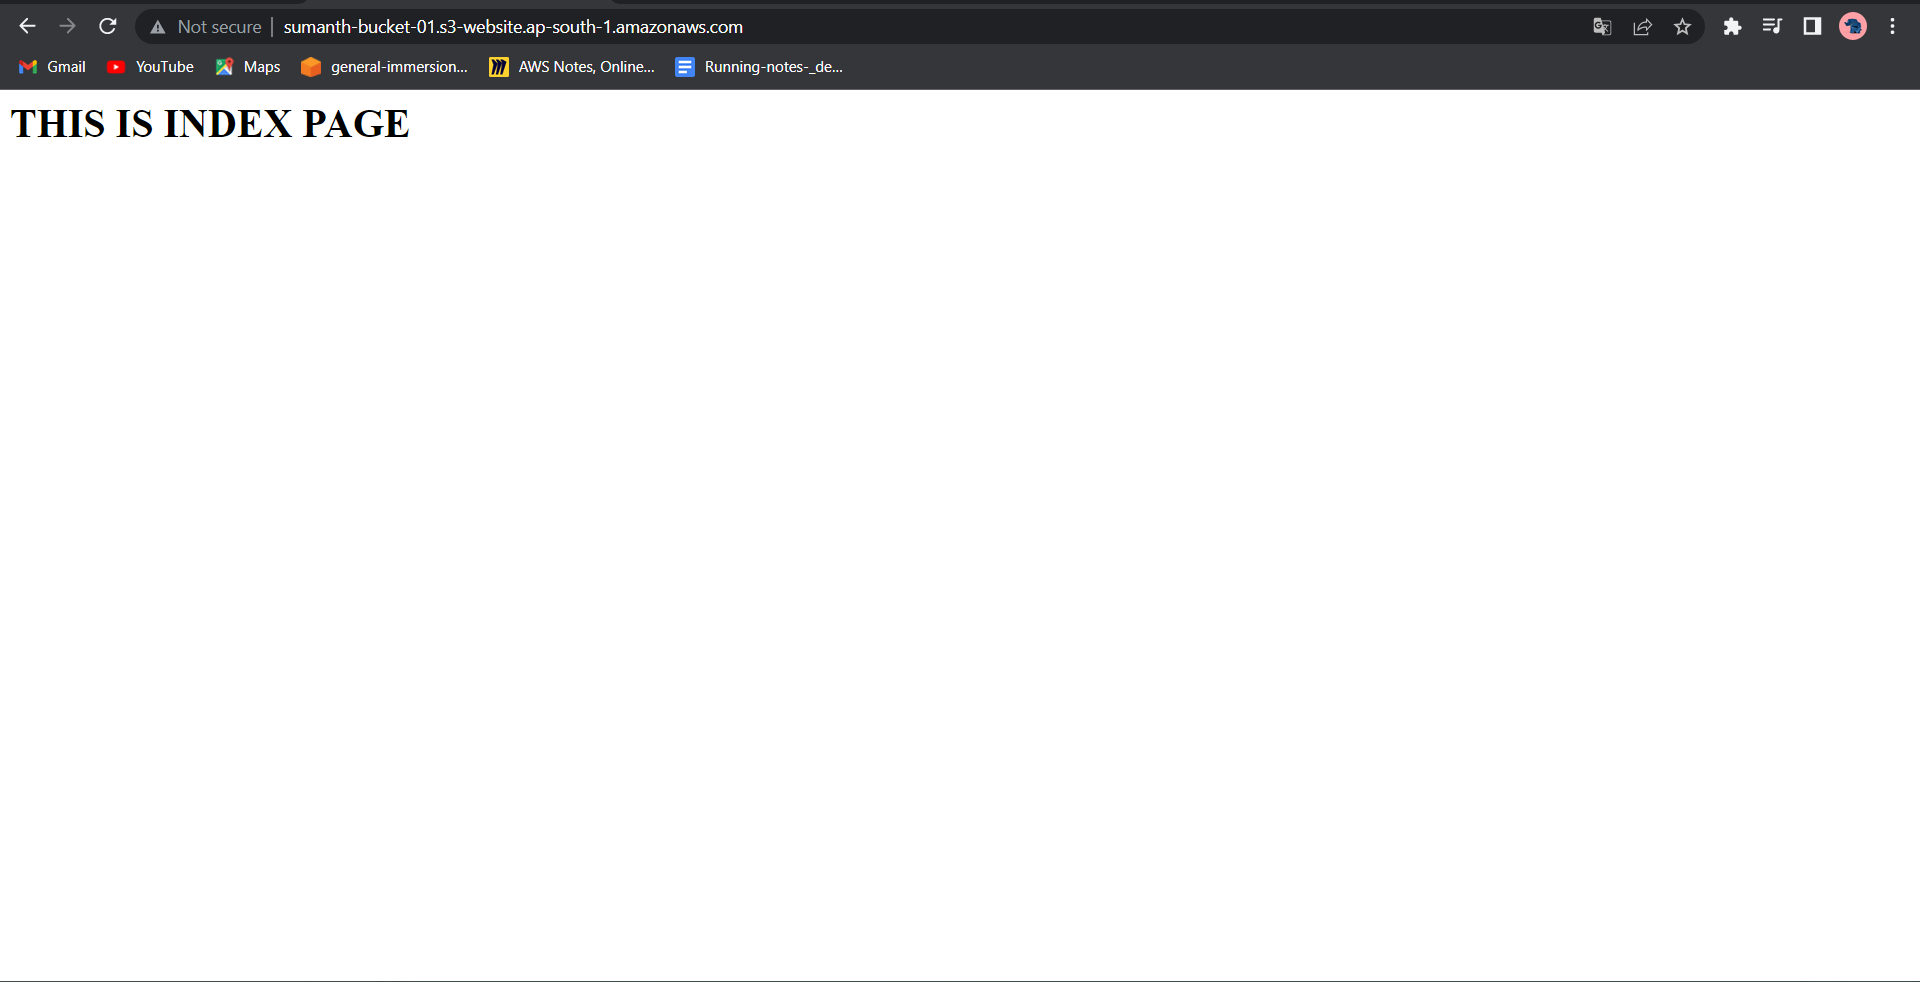 Not secure | sumanth-bucket-01.s3-website.ap-south-1.amazonaws.com
Gmail YouTube Maps general-immersion... AWS Notes, Online... Running-notes-_de...
THIS IS INDEX PAGE